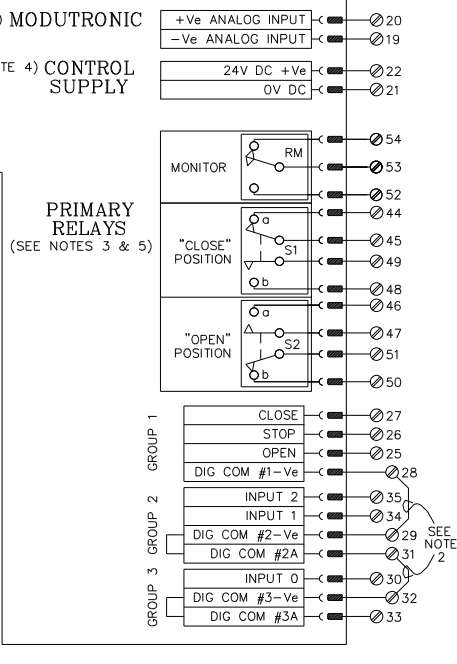 ) MODUTRONIC +Ve ANALOG INPUT 20
-Ve ANALOG INPUT 19
TE 4) CONTROL SUPPLY 24V DC +Ve 22
0V DC 21
PRIMARY RELAYS
(SEE NOTES 3 & 5)
MONITOR RM 54
53
52
"CLOSE" POSITION a S1 b 44
45
49
48
"OPEN" POSITION a S2 b 46
47
51
50
GROUP 1
CLOSE 27
STOP 26
OPEN 25
DIG COM #1-Ve 28
GROUP 2
INPUT 2 35
INPUT 1 34
DIG COM #2-Ve 29
DIG COM #2A 31
SEE NOTE 2
GROUP 3
INPUT 0 30
DIG COM #3-Ve 32
DIG COM #3A 33